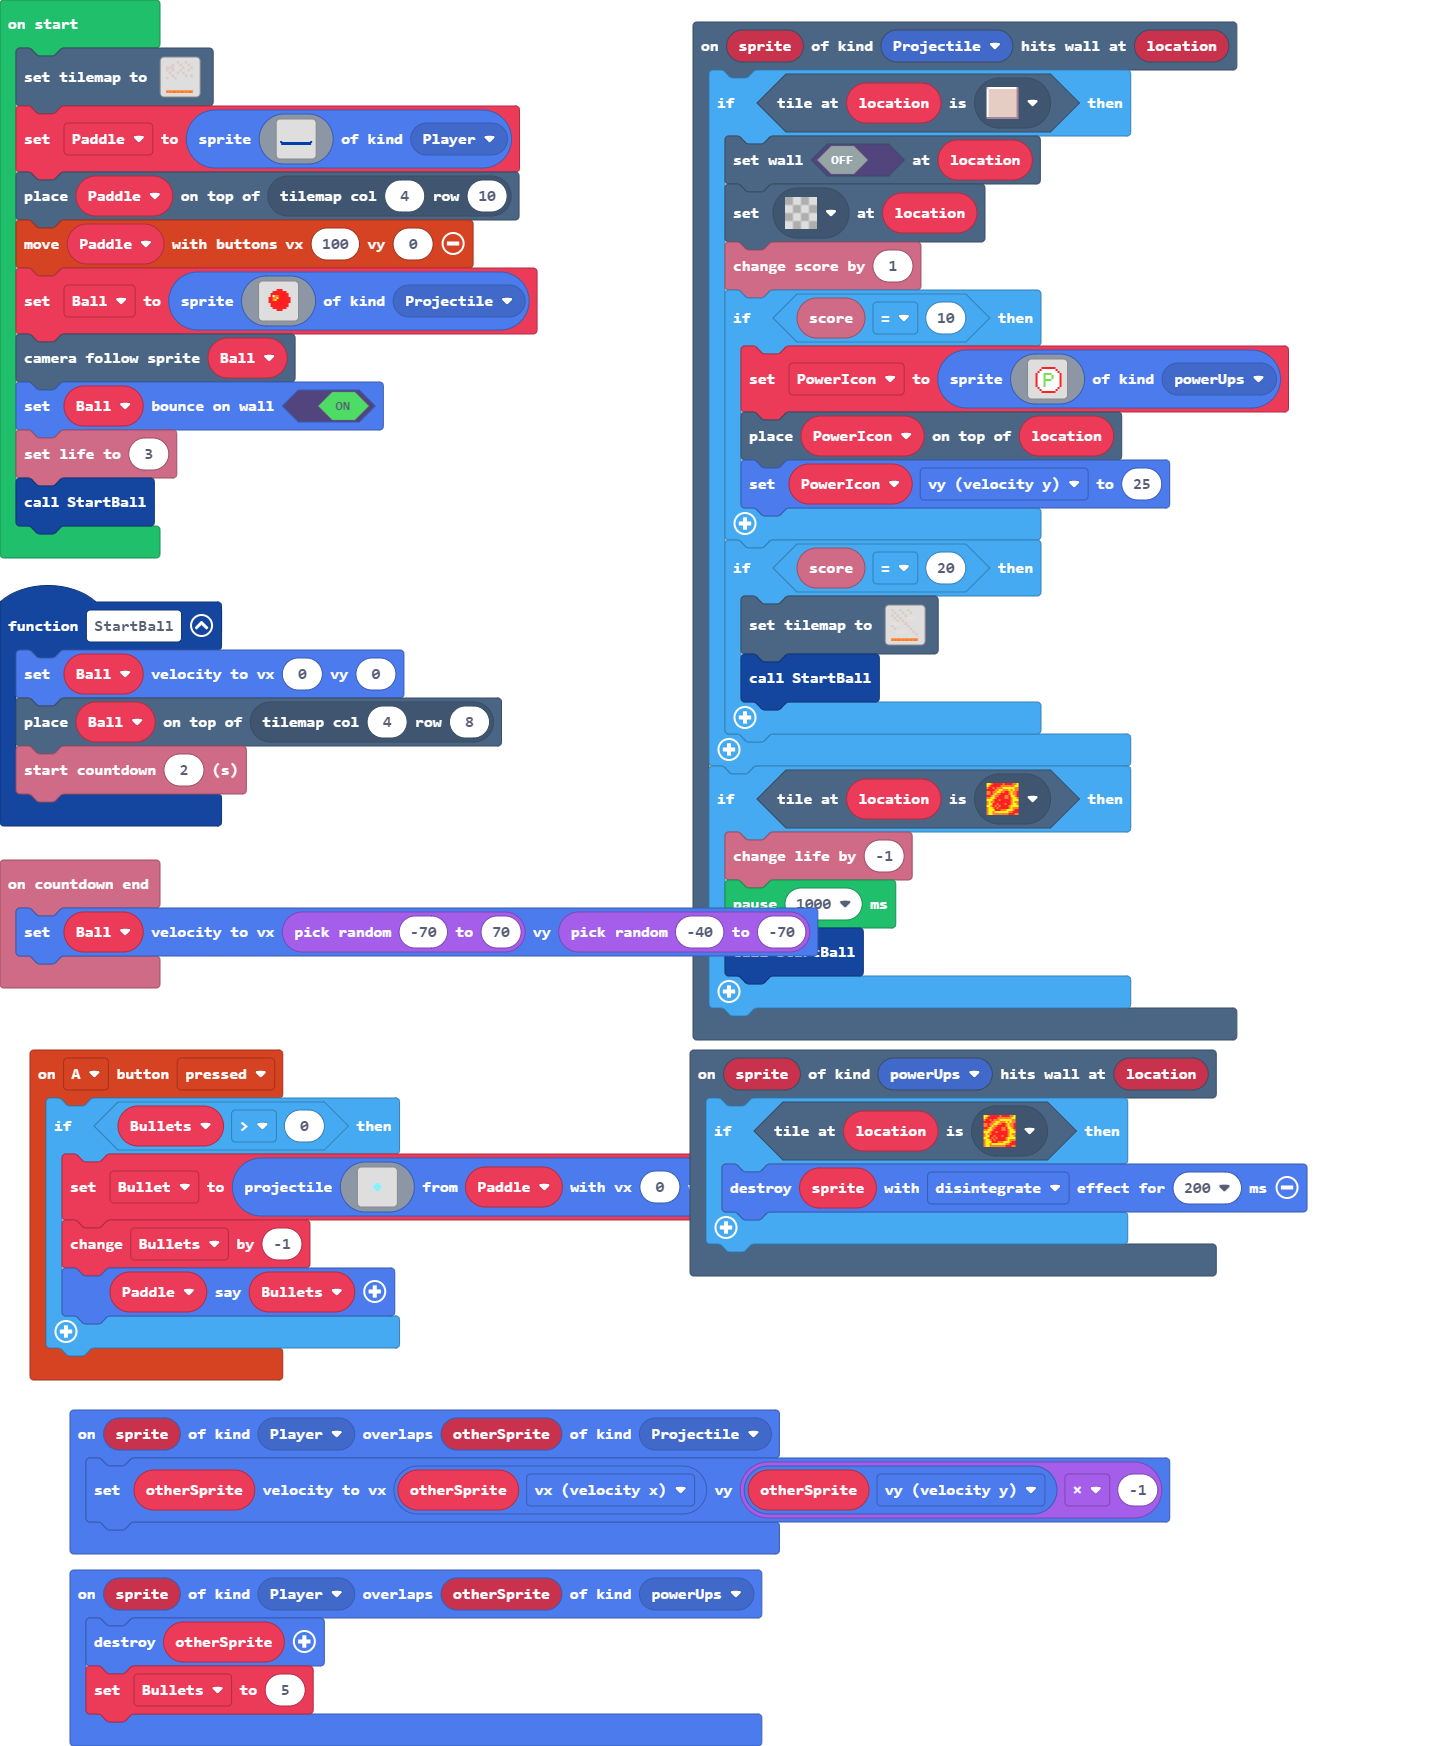 on start
set tilemap to
set Paddle to sprite of kind Player
place Paddle on top of tilemap col 4 row 10
move Paddle with buttons vx 100 vy 0
set Ball to sprite of kind Projectile
camera follow sprite Ball
set Ball bounce on wall ON
set life to 3
call StartBall
function StartBall
set Ball velocity to vx 0 vy 0
place Ball on top of tilemap col 4 row 8
start countdown 2 (s)
on countdown end
set Ball velocity to vx pick random -70 to 70 vy pick random -40 to -70
on sprite of kind Projectile hits wall at location
if tile at location is then
set wall OFF at location
set at location
change score by 1
if score = 10 then
set PowerIcon to sprite P of kind powerUps
place PowerIcon on top of location
set PowerIcon vy (velocity y) to 25
if score = 20 then
set tilemap to
call StartBall
if tile at location is then
change life by -1
pause 1000 ms
call StartBall
on A button pressed
if Bullets > 0 then
set Bullet to projectile from Paddle with vx 0
change Bullets by -1
Paddle say Bullets
on sprite of kind powerUps hits wall at location
if tile at location is then
destroy sprite with disintegrate effect for 200 ms
on sprite of kind Player overlaps otherSprite of kind Projectile
set otherSprite velocity to vx otherSprite vx (velocity x) vy otherSprite vy (velocity y) × -1
on sprite of kind Player overlaps otherSprite of kind powerUps
destroy otherSprite
set Bullets to 5